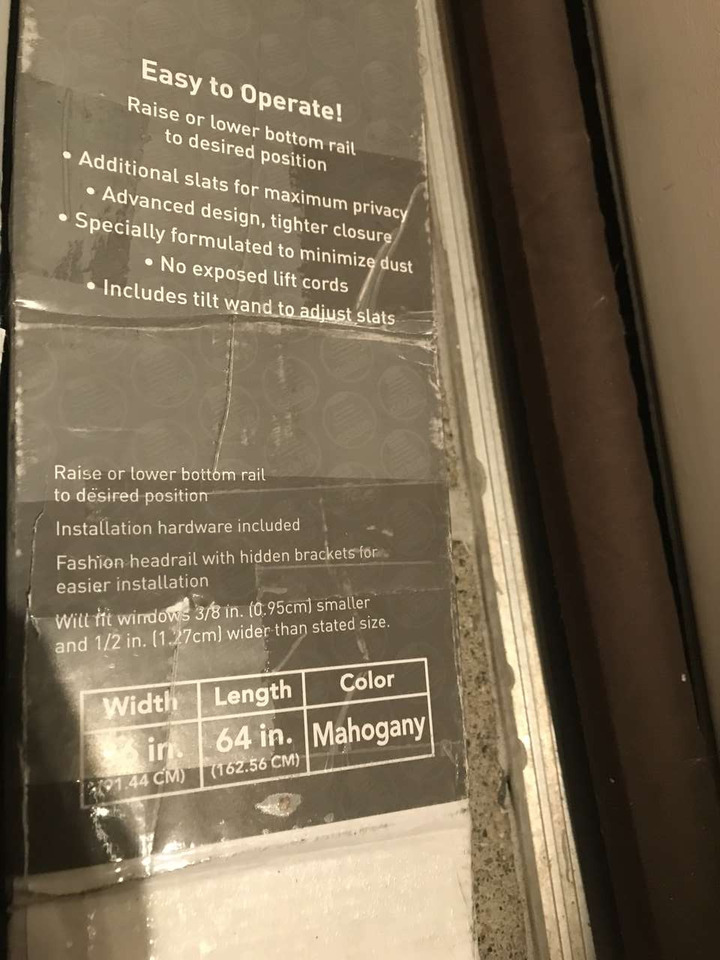 Easy to Operate!
Raise or lower bottom rail
to desired position
• Additional slats for maximum privacy
• Advanced design, tighter closure
• Specially formulated to minimize dust
• No exposed lift cords
• Includes tilt wand to adjust slats
Raise or lower bottom rail
to desired position
Installation hardware included
Fashion headrail with hidden brackets for
easier installation
Will fit windows 3/8 in. (0.95cm) smaller
and 1/2 in. (1.27cm) wider than stated size.
Width Length Color
in. 64 in. Mahogany
(91.44 CM) (162.56 CM)